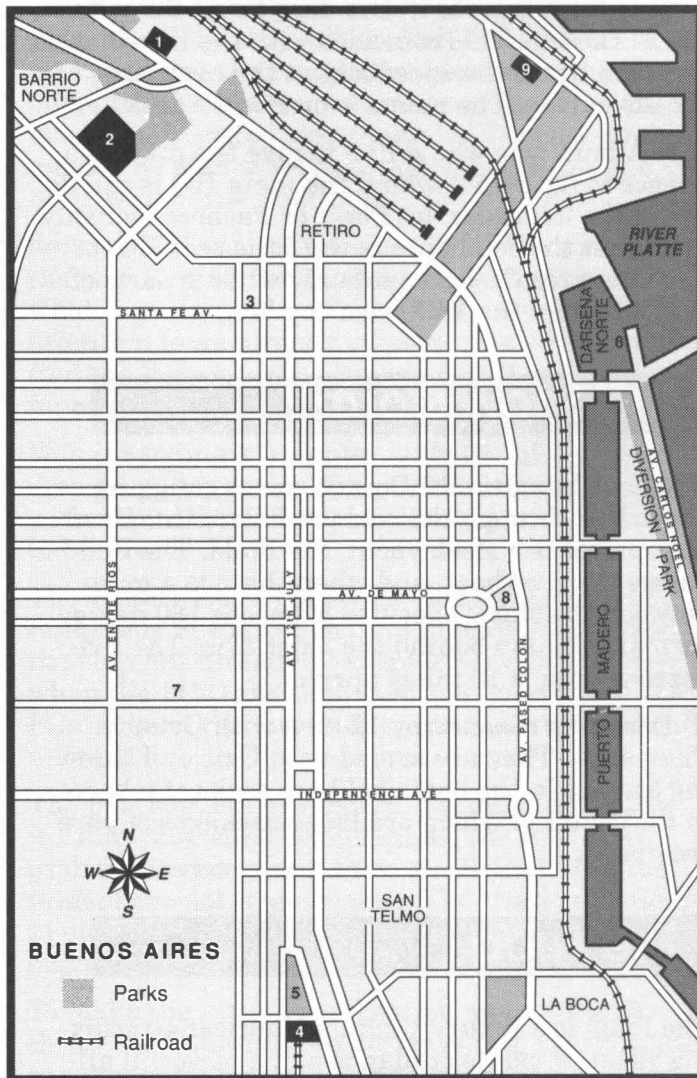 1
BARRIO
NORTE
2
9
RETIRO
RIVER
PLATTE
3
SANTA FE AV.
DARSENA
NORTE
6
AV. CARLOS NOEL
DIVERSION PARK
AV. ENTRE RIOS
AV. 12th JULY
AV. DE MAYO
8
AV. PASED COLON
PUERTO MADERO
7
INDEPENDENCE AVE
N
W E
S
SAN
TELMO
BUENOS AIRES
Parks
Railroad
5
4
LA BOCA